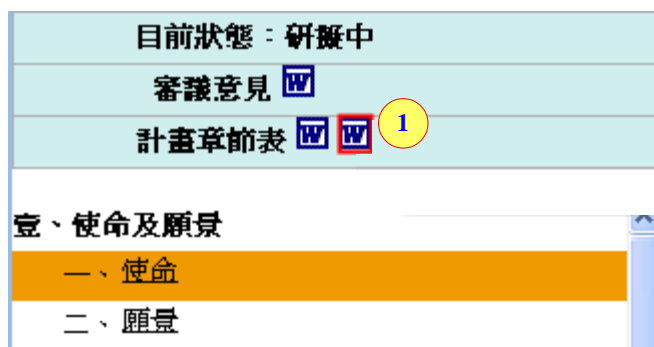 目前狀態：研擬中
審議意見 W
計畫章節表 W W 1
壹、使命及願景
一、使命
二、願景